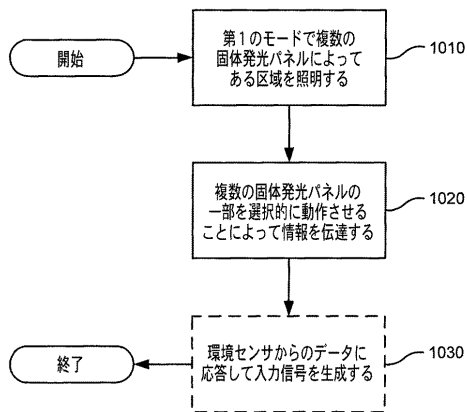 開始
第1のモードで複数の
固体発光パネルによって
ある区域を照明する
1010
複数の固体発光パネルの
一部を選択的に動作させる
ことによって情報を伝達する
1020
環境センサからのデータに
応答して入力信号を生成する
1030
終了